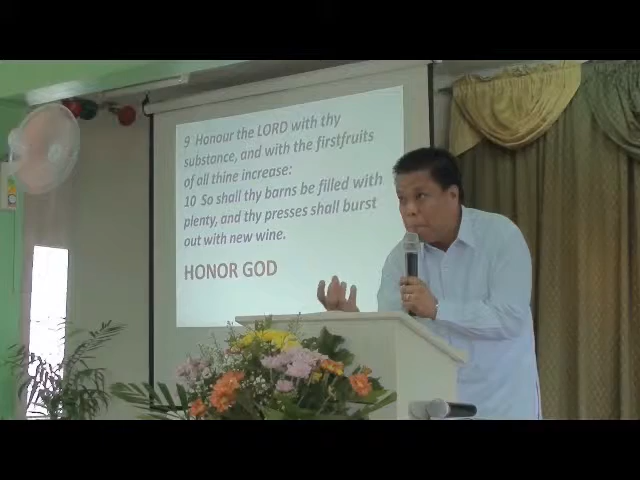 9 Honour the LORD with thy
substance, and with the firstfruits
of all thine increase:
10 So shall thy barns be filled with
plenty, and thy presses shall burst
out with new wine.
HONOR GOD